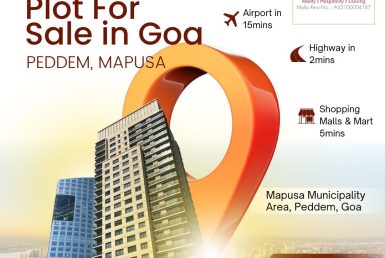 Plot For
Sale in Goa
PEDDEM, MAPUSA
Airport in
15mins
Highway in
2mins
Shopping
Malls & Mart
5mins
Mapusa Municipality
Area, Peddem, Goa